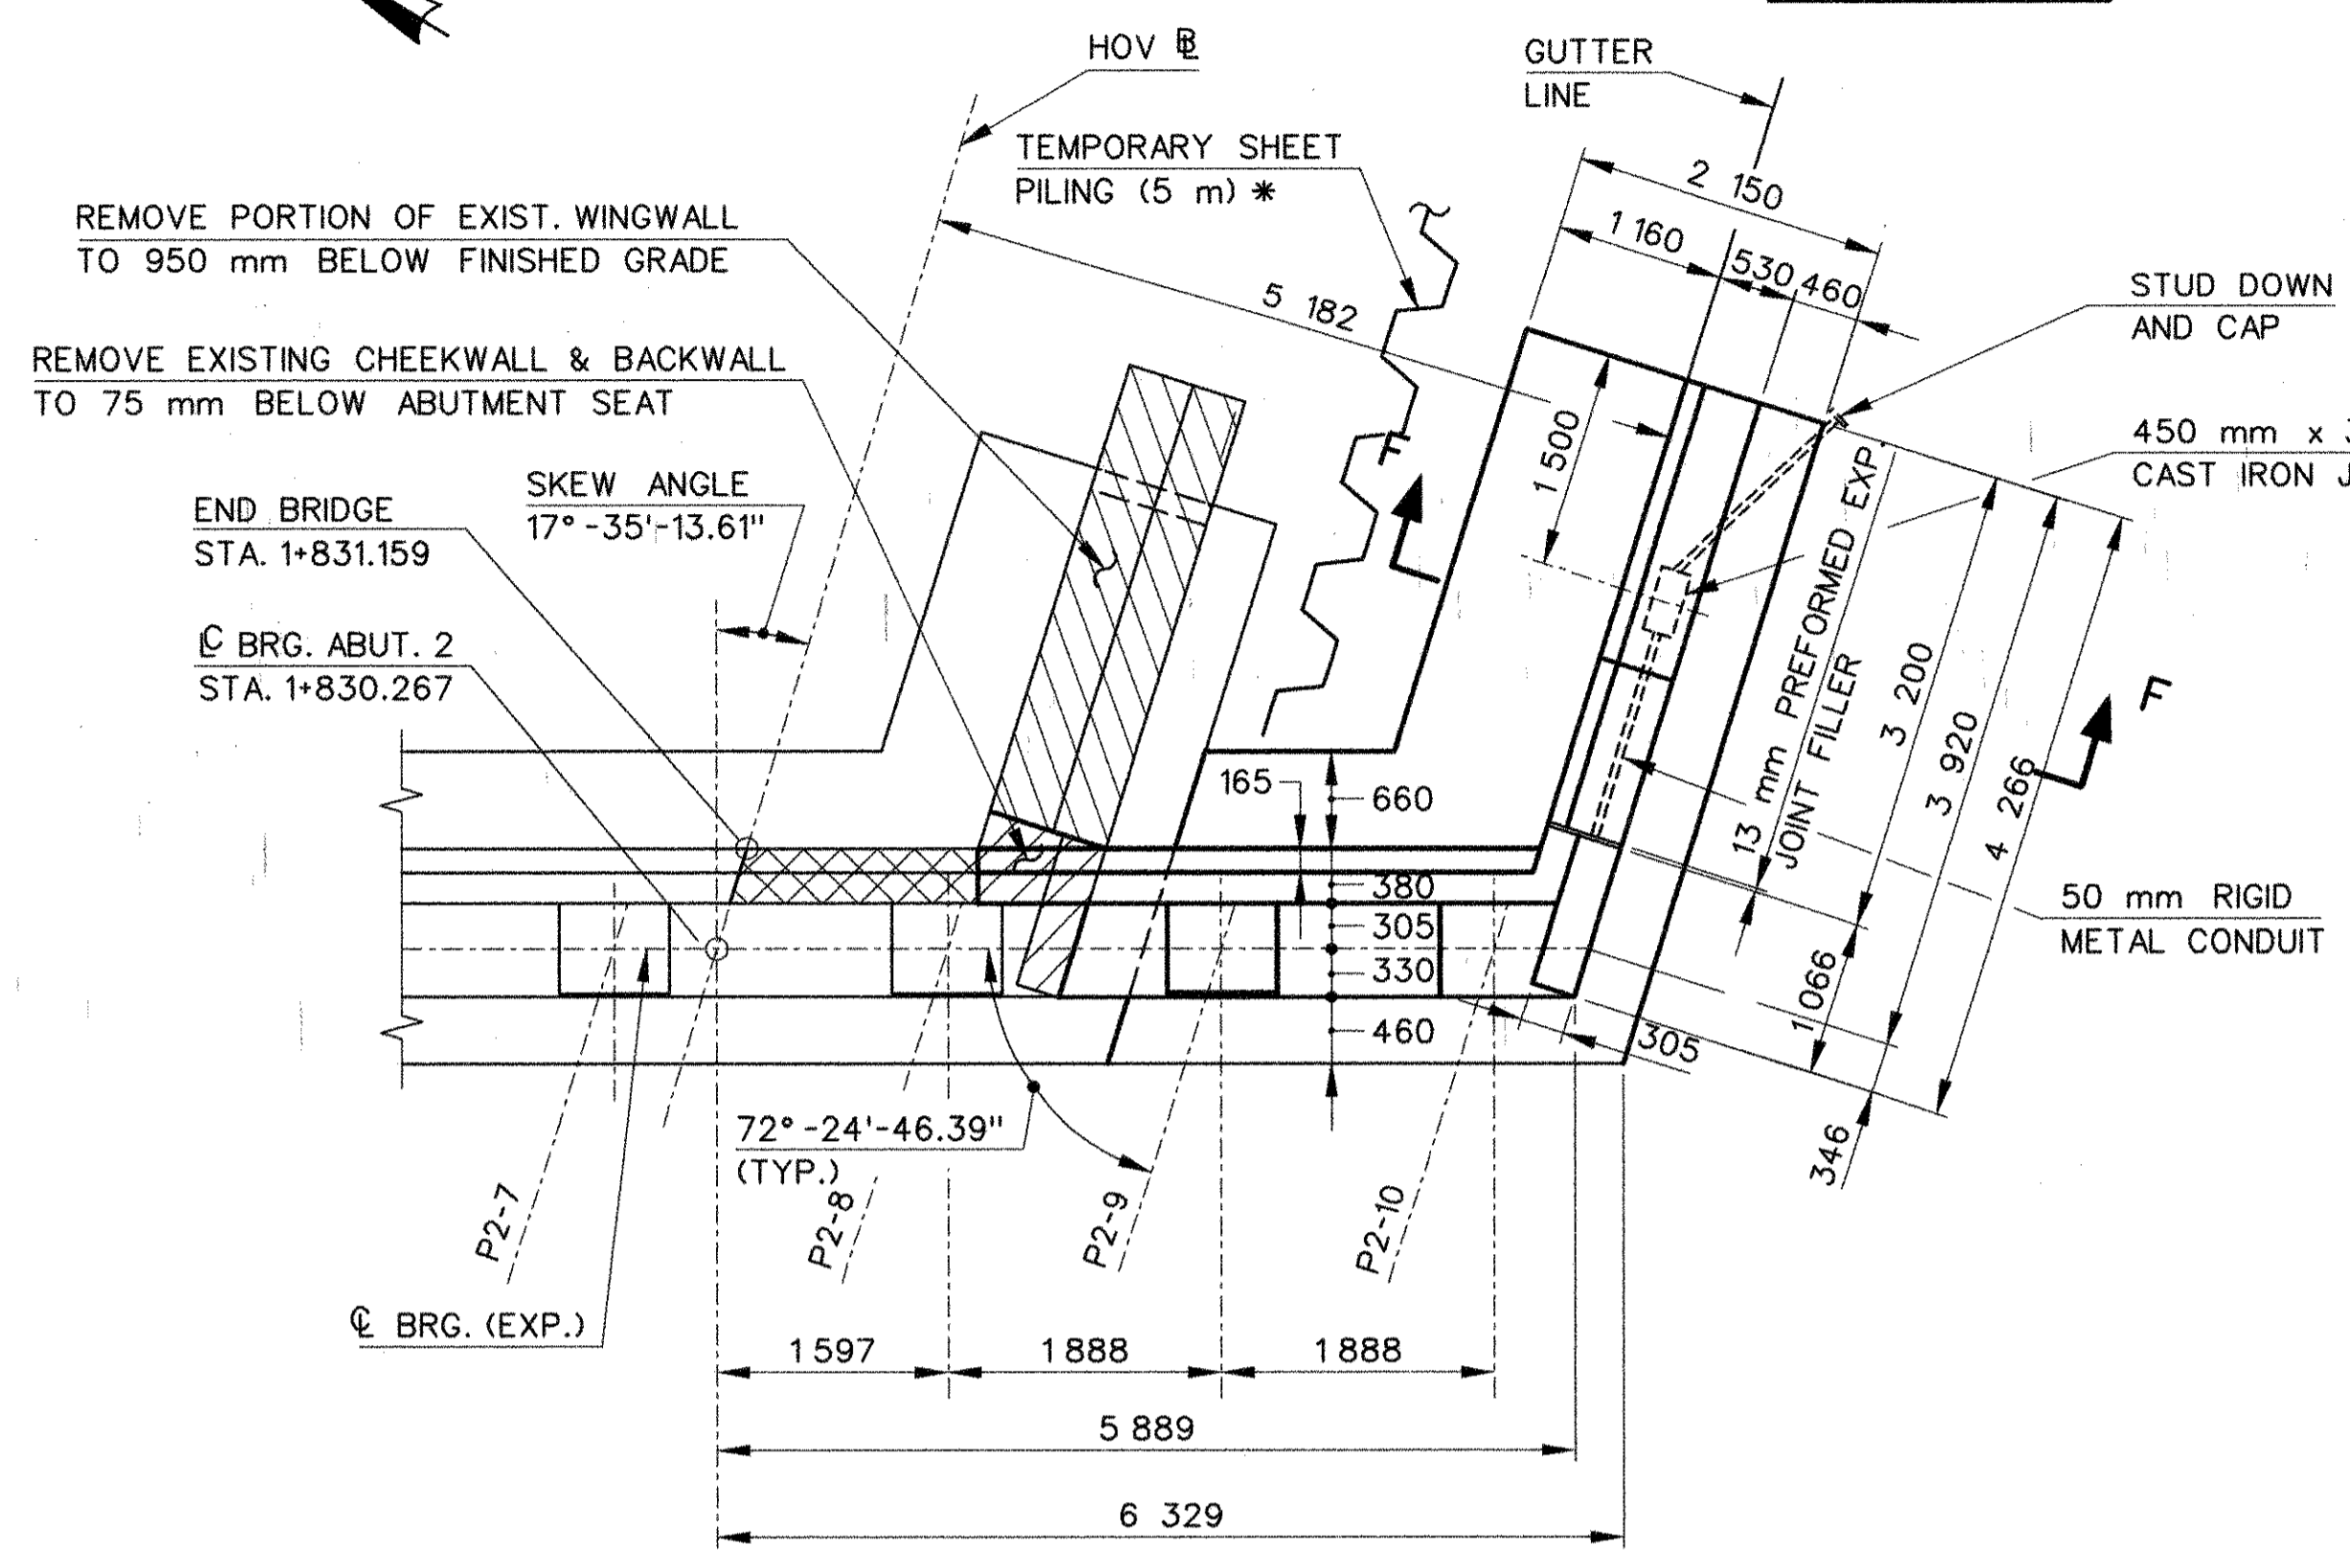 HOV ⅊
GUTTER
LINE
TEMPORARY SHEET
PILING (5 m) *
2 150
1 160
530
460
REMOVE PORTION OF EXIST. WINGWALL
TO 950 mm BELOW FINISHED GRADE
5 182
STUD DOWN
AND CAP
REMOVE EXISTING CHEEKWALL & BACKWALL
TO 75 mm BELOW ABUTMENT SEAT
1 500
F
450 mm x
CAST IRON
SKEW ANGLE
17°-35'-13.61"
END BRIDGE
STA. 1+831.159
℄ BRG. ABUT. 2
STA. 1+830.267
13 mm PREFORMED EXP.
JOINT FILLER
3 200
3 920
4 266
F
165
660
380
305
330
460
50 mm RIGID
METAL CONDUIT
1 066
305
346
72°-24'-46.39"
(TYP.)
P2-7
P2-8
P2-9
P2-10
℄ BRG. (EXP.)
1 597
1 888
1 888
5 889
6 329